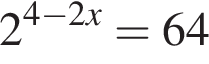 2^{4-2x} = 64